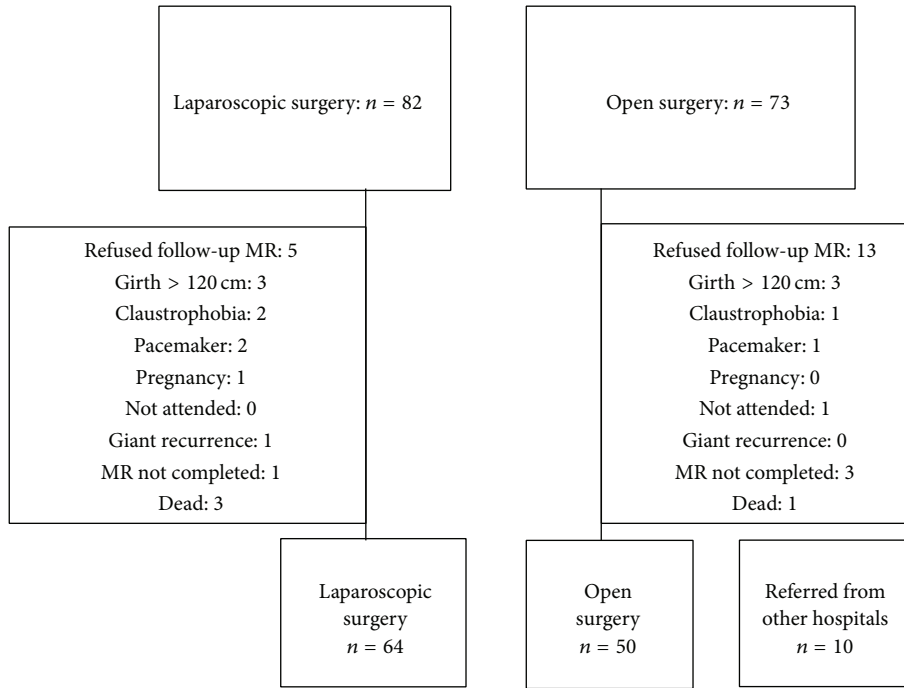 Laparoscopic surgery: n = 82
Open surgery: n = 73
Refused follow-up MR: 5
Girth > 120 cm: 3
Claustrophobia: 2
Pacemaker: 2
Pregnancy: 1
Not attended: 0
Giant recurrence: 1
MR not completed: 1
Dead: 3
Refused follow-up MR: 13
Girth > 120 cm: 3
Claustrophobia: 1
Pacemaker: 1
Pregnancy: 0
Not attended: 1
Giant recurrence: 0
MR not completed: 3
Dead: 1
Laparoscopic
surgery
n = 64
Open
surgery
n = 50
Referred from
other hospitals
n = 10